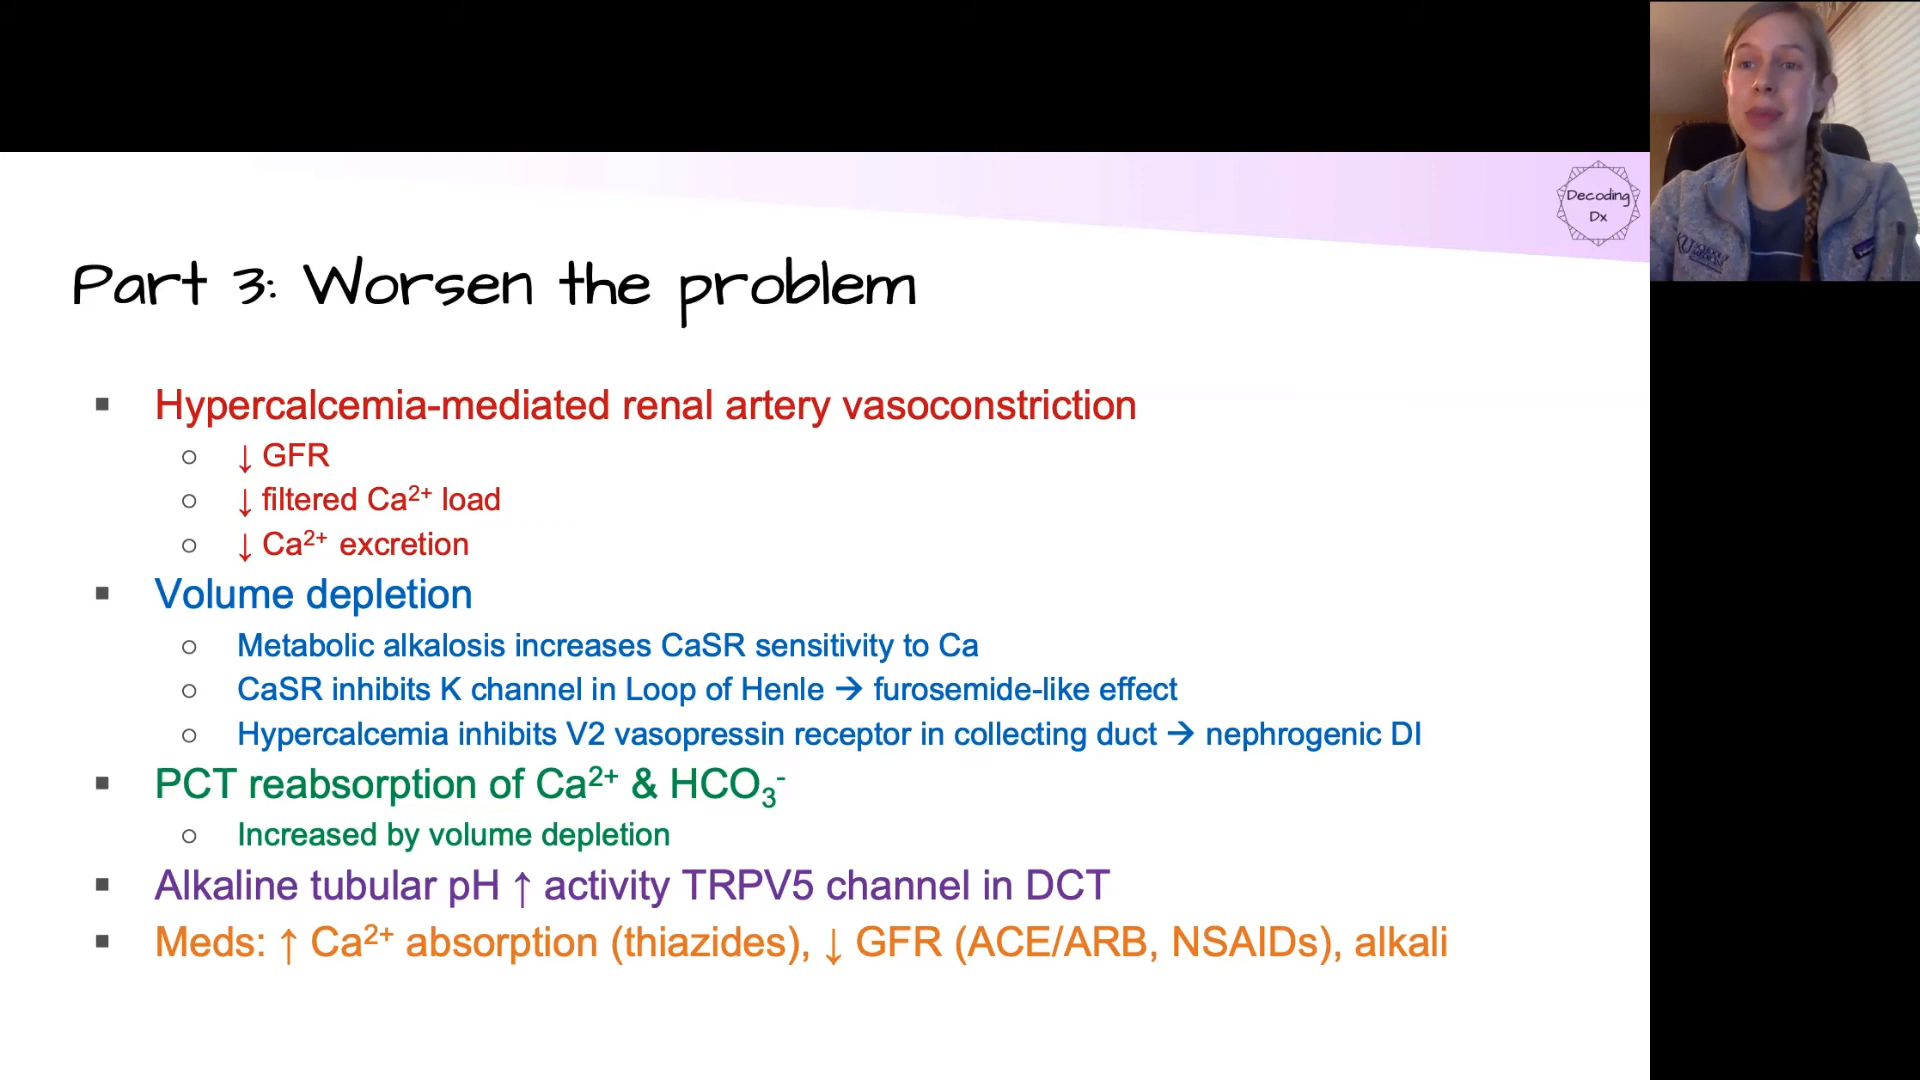 Decoding
Dx
Part 3: Worsen the problem
▪ Hypercalcemia-mediated renal artery vasoconstriction
○ ↓ GFR
○ ↓ filtered Ca²⁺ load
○ ↓ Ca²⁺ excretion
▪ Volume depletion
○ Metabolic alkalosis increases CaSR sensitivity to Ca
○ CaSR inhibits K channel in Loop of Henle → furosemide-like effect
○ Hypercalcemia inhibits V2 vasopressin receptor in collecting duct → nephrogenic DI
▪ PCT reabsorption of Ca²⁺ & HCO₃⁻
○ Increased by volume depletion
▪ Alkaline tubular pH ↑ activity TRPV5 channel in DCT
▪ Meds: ↑ Ca²⁺ absorption (thiazides), ↓ GFR (ACE/ARB, NSAIDs), alkali
KU